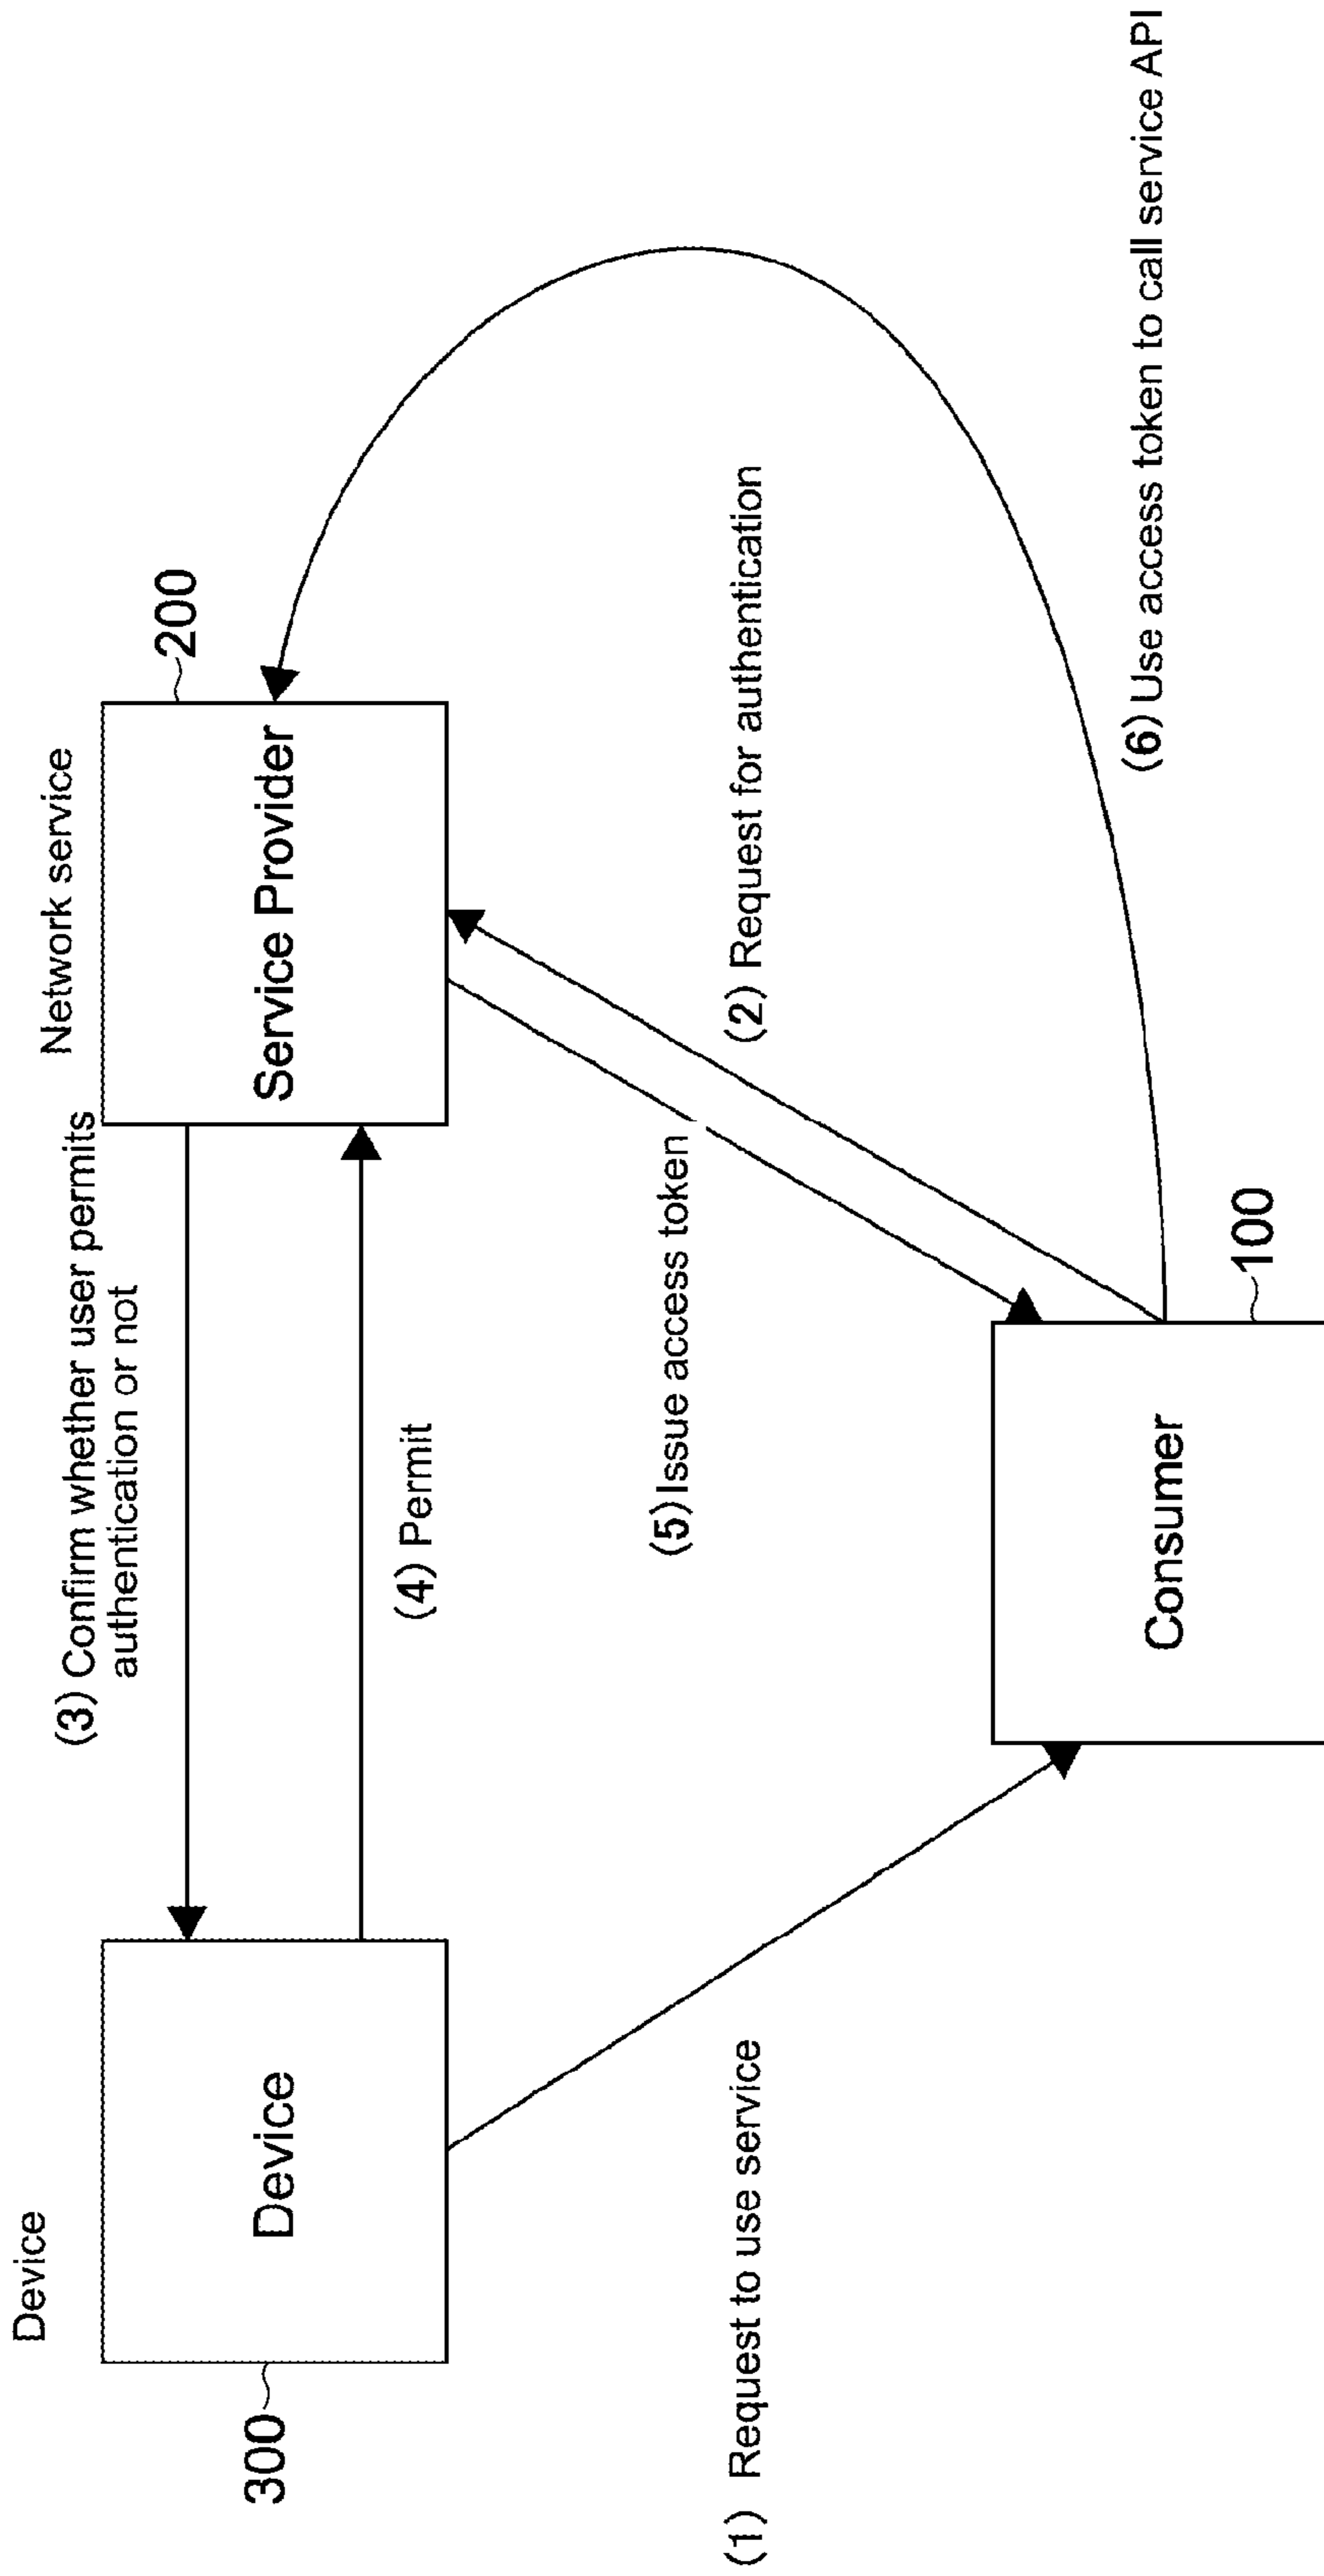 Device
Network service
300
Device
(3) Confirm whether user permits
authentication or not
Service Provider
200
(4) Permit
(1) Request to use service
(5) Issue access token
(2) Request for authentication
Consumer
100
(6) Use access token to call service API